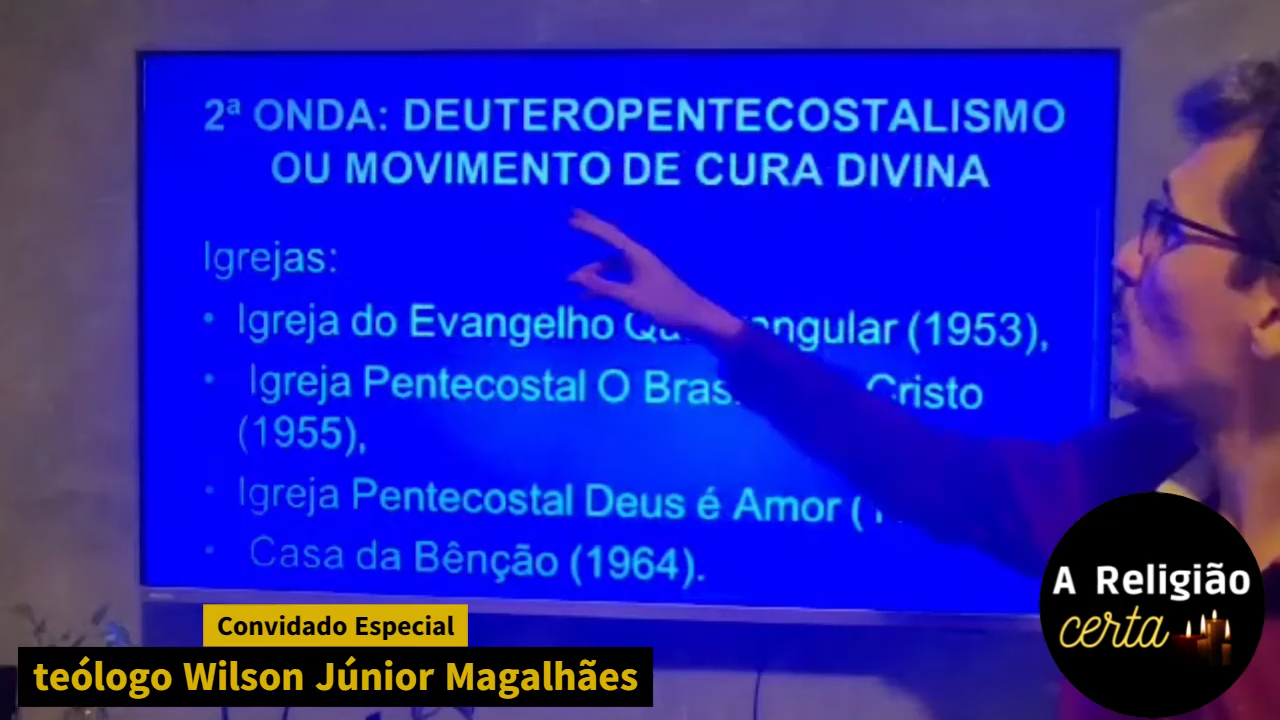 2ª ONDA: DEUTEROPENTECOSTALISMO
OU MOVIMENTO DE CURA DIVINA
Igrejas:
• Igreja do Evangelho
(1953),
• Igreja Pentecostal O
Cristo
(1955),
• Igreja Pentecostal Deus é Amor (
• Casa da Bênção (1964).
Convidado Especial
teólogo Wilson Júnior Magalhães
A Religião
certa